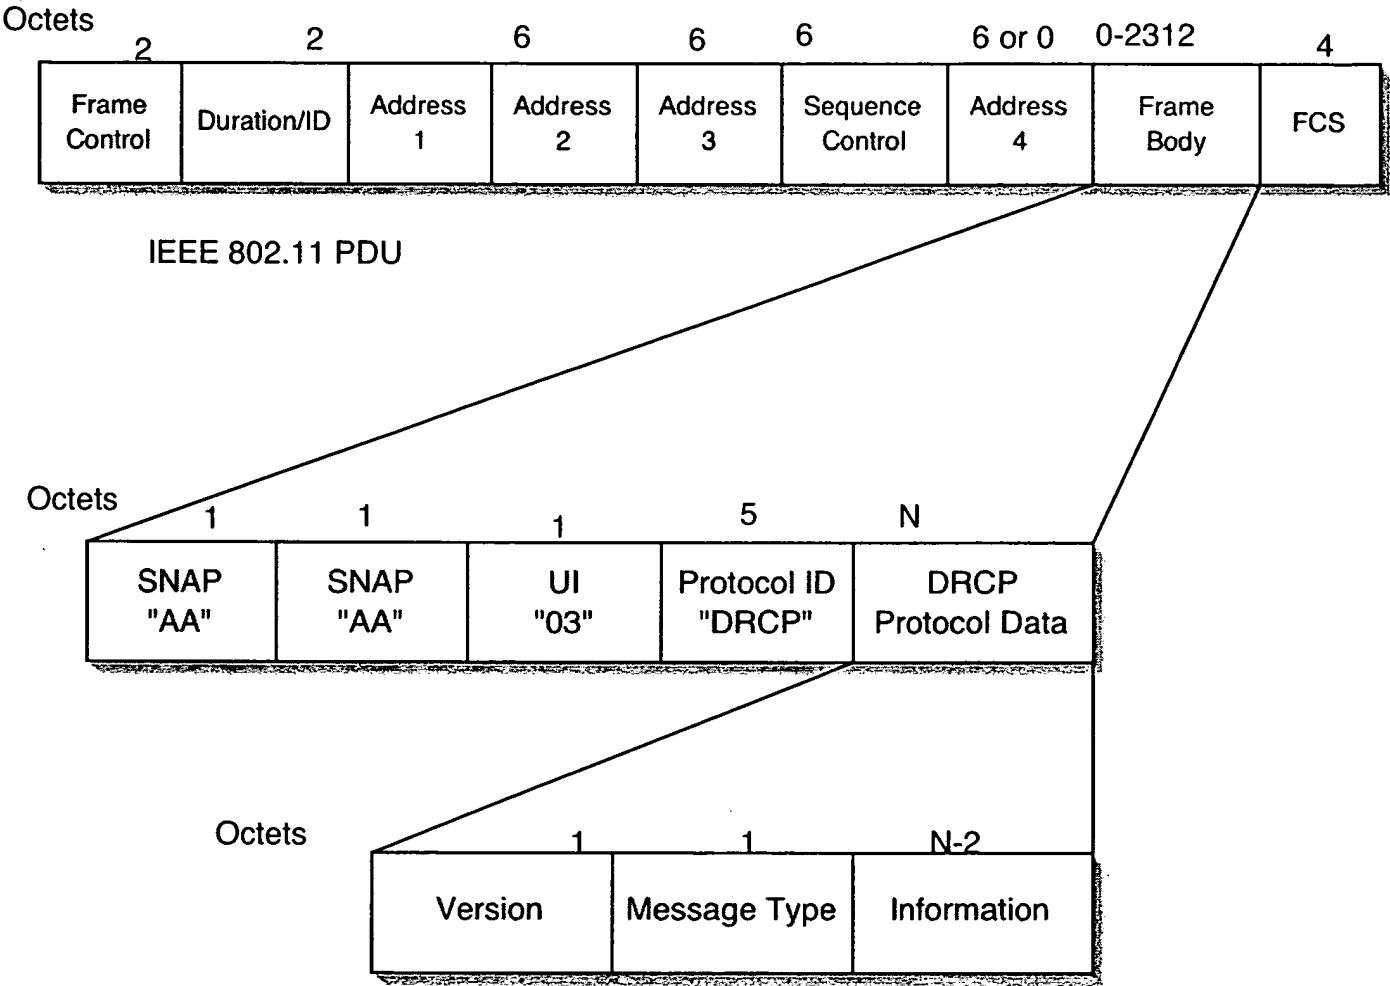 Octets
2 2 6 6 6 6 or 0 0-2312 4
Frame Control Duration/ID Address 1 Address 2 Address 3 Sequence Control Address 4 Frame Body FCS
IEEE 802.11 PDU
Octets
1 1 1 5 N
SNAP "AA" SNAP "AA" UI "03" Protocol ID "DRCP" DRCP Protocol Data
Octets
1 1 N-2
Version Message Type Information